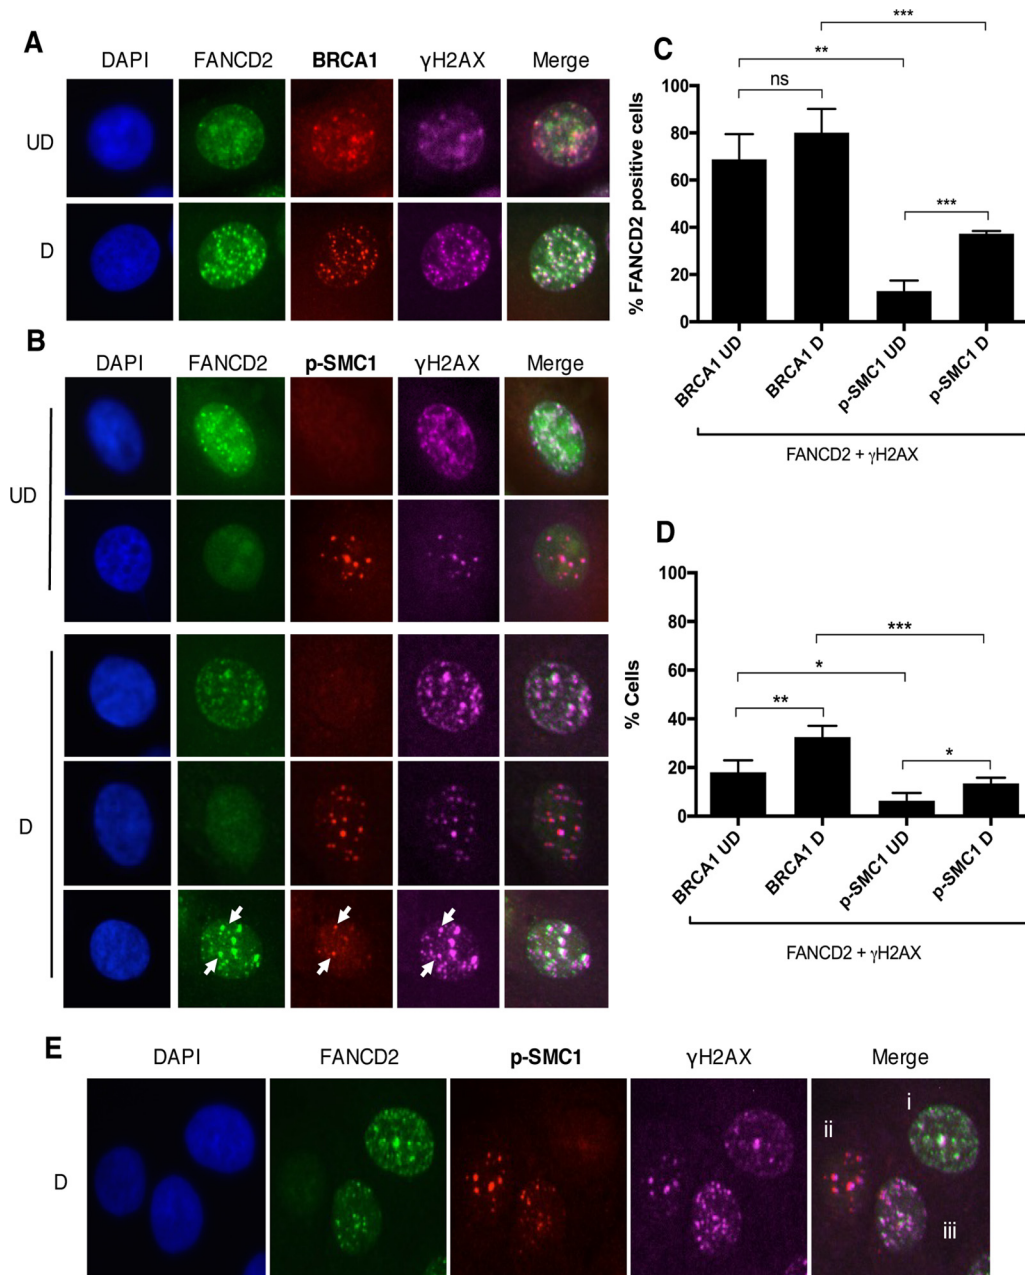 A
DAPI FANCD2 BRCA1 γH2AX Merge
UD
D
B
DAPI FANCD2 p-SMC1 γH2AX Merge
UD
D
C
***
**
ns
***
% FANCD2 positive cells
100
80
60
40
20
0
BRCA1 UD
BRCA1 D
p-SMC1 UD
p-SMC1 D
FANCD2 + γH2AX
D
***
*
**
*
% Cells
100
80
60
40
20
0
BRCA1 UD
BRCA1 D
p-SMC1 UD
p-SMC1 D
FANCD2 + γH2AX
E
DAPI FANCD2 p-SMC1 γH2AX Merge
D
i
ii
iii